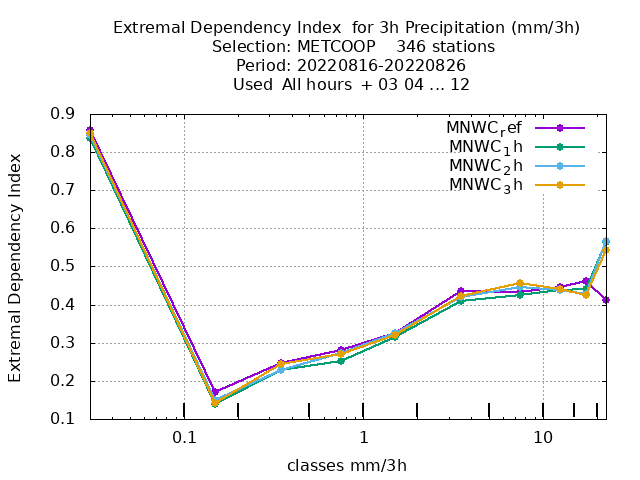 Extremal Dependency Index  for 3h Precipitation (mm/3h)
Selection: METCOOP    346 stations
Period: 20220816-20220826
Used  All hours  + 03 04 ... 12
MNWC_ref
MNWC_1h
MNWC_2h
MNWC_3h
Extremal Dependency Index
0.9
0.8
0.7
0.6
0.5
0.4
0.3
0.2
0.1
0.1 1 10
classes mm/3h